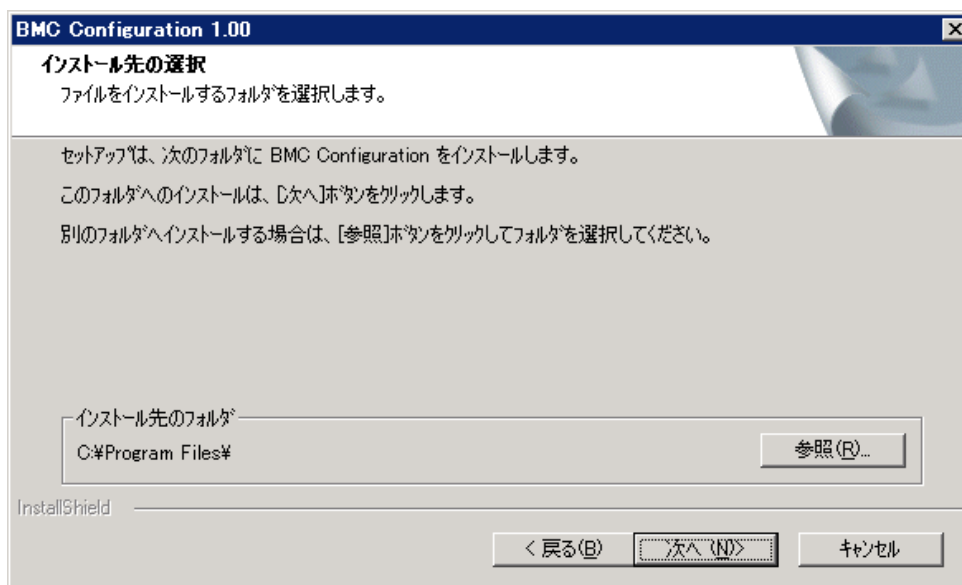 BMC Configuration 1.00
インストール先の選択
ファイルをインストールするフォルダを選択します。
セットアップは、次のフォルダに BMC Configuration をインストールします。
このフォルダへのインストールは、[次へ]ボタンをクリックします。
別のフォルダへインストールする場合は、[参照]ボタンをクリックしてフォルダを選択してください。
インストール先のフォルダ
C:¥Program Files¥
参照(R)...
InstallShield
< 戻る(B)
次へ (N)>
キャンセル